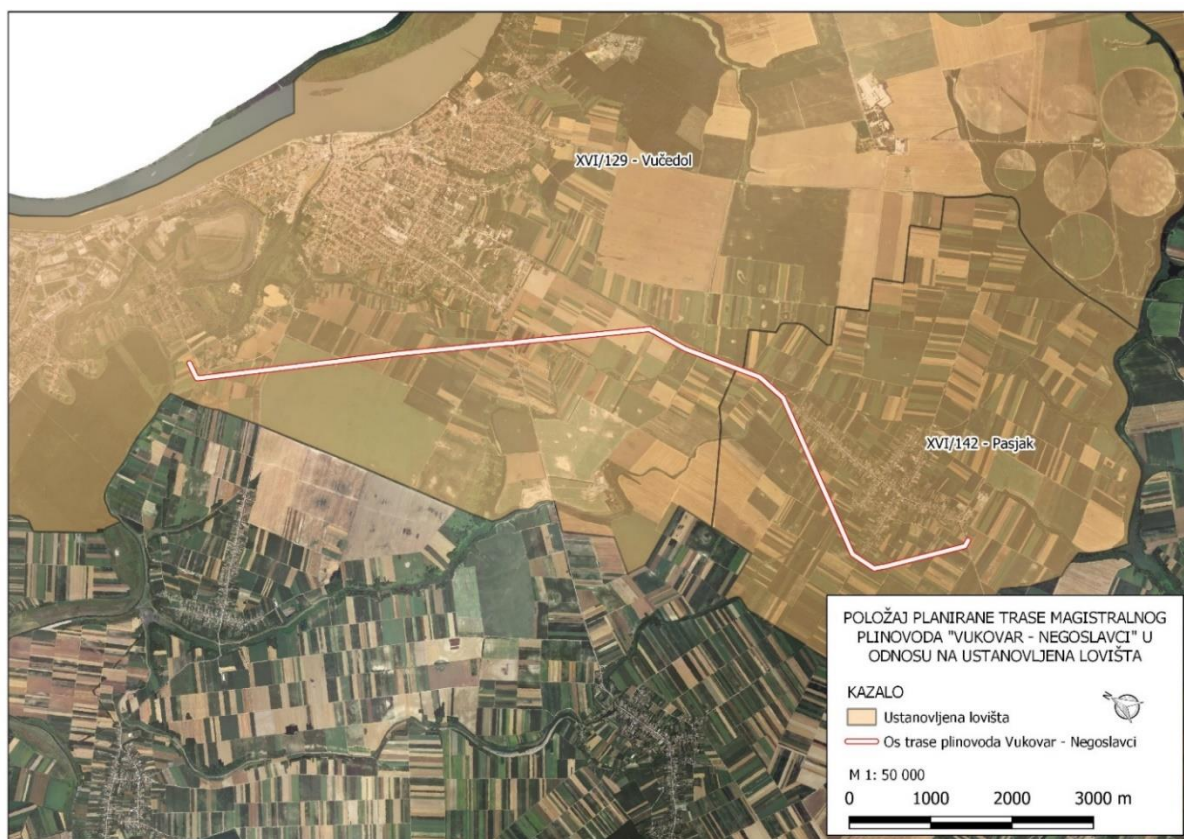 XVI/129 - Vučedol
XVI/142 - Pasjak
POLOŽAJ PLANIRANE TRASE MAGISTRALNOG
PLINOVODA "VUKOVAR - NEGOSLAVCI" U
ODNOSU NA USTANOVLJENA LOVIŠTA
KAZALO
Ustanovljena lovišta
Os trase plinovoda Vukovar - Negoslavci
M 1: 50 000
0 1000 2000 3000 m